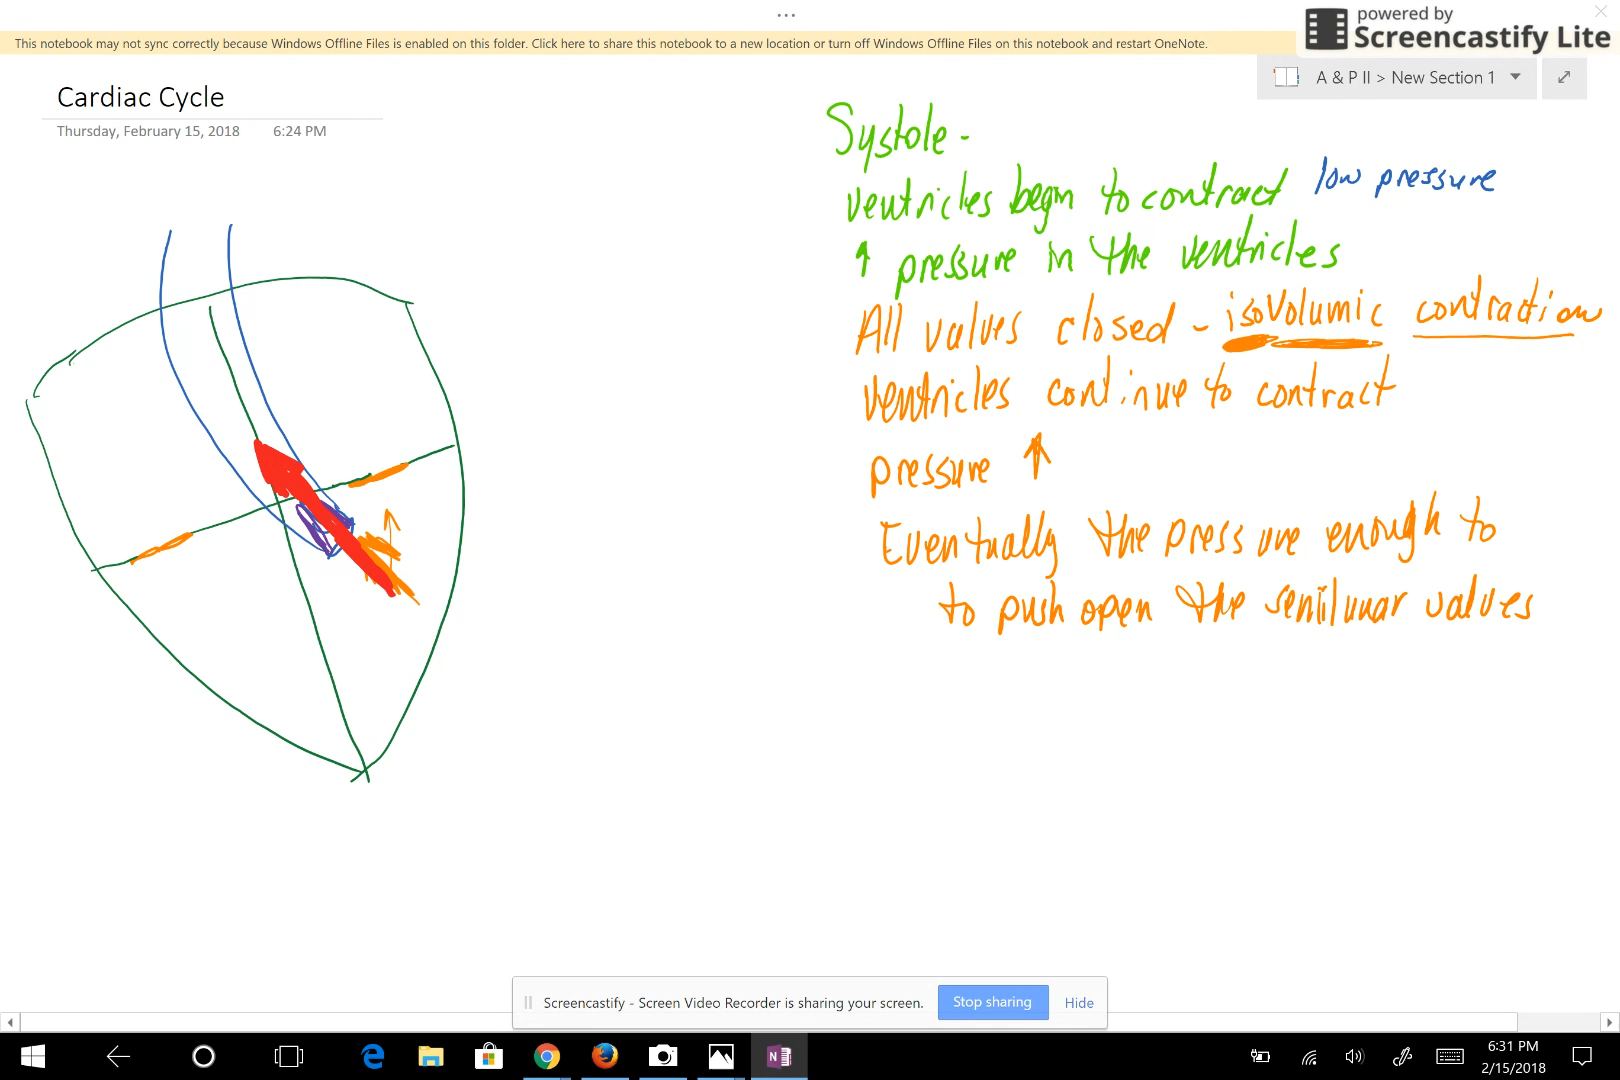 ...
powered by
Screencastify Lite
This notebook may not sync correctly because Windows Offline Files is enabled on this folder. Click here to share this notebook to a new location or turn off Windows Offline Files on this notebook and restart OneNote.
A & P II > New Section 1
Cardiac Cycle
Thursday, February 15, 2018 6:24 PM
Systole -
ventricles begin to contract low pressure
↑ pressure in the ventricles
All valves closed - isovolumic contraction
ventricles continue to contract
pressure ↑
Eventually the pressure enough to
to push open the semilunar valves
Screencastify - Screen Video Recorder is sharing your screen. Stop sharing Hide
6:31 PM
2/15/2018